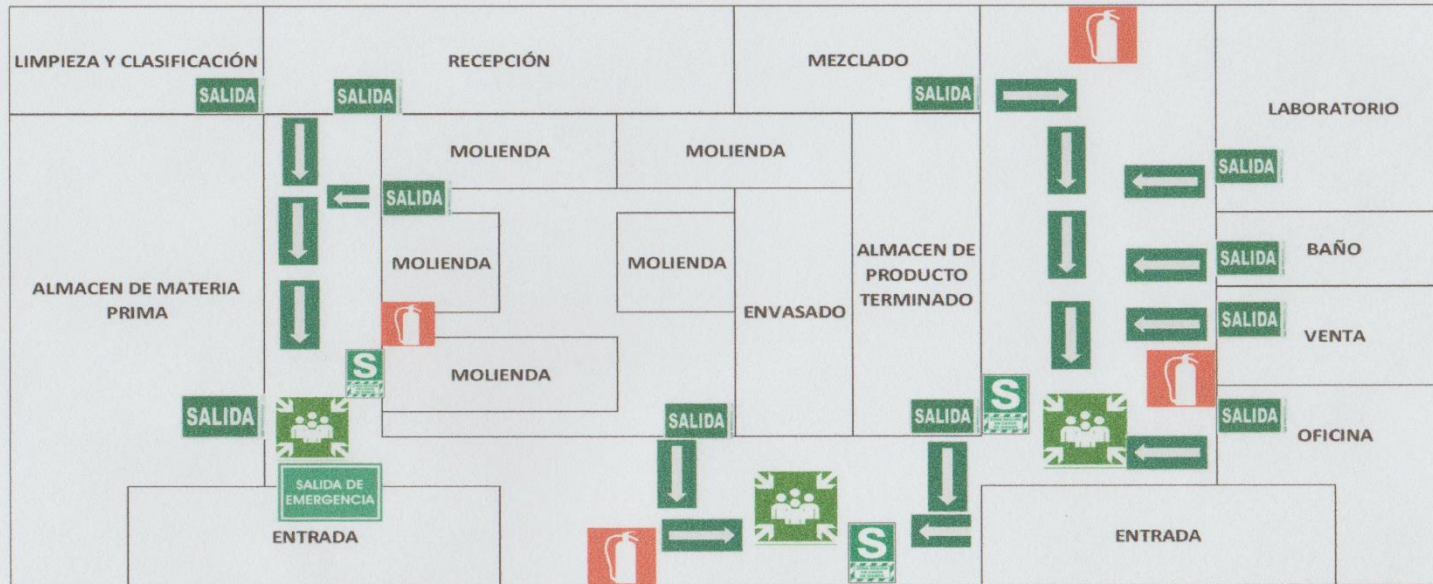 LIMPIEZA Y CLASIFICACIÓN
RECEPCIÓN
MEZCLADO
SALIDA
SALIDA
SALIDA
LABORATORIO
MOLIENDA
MOLIENDA
SALIDA
SALIDA
MOLIENDA
MOLIENDA
ALMACEN DE
PRODUCTO
TERMINADO
BAÑO
SALIDA
ALMACEN DE MATERIA
PRIMA
ENVASADO
SALIDA
VENTA
MOLIENDA
S
S
SALIDA
SALIDA
SALIDA
SALIDA
OFICINA
SALIDA DE
EMERGENCIA
ENTRADA
S
ENTRADA